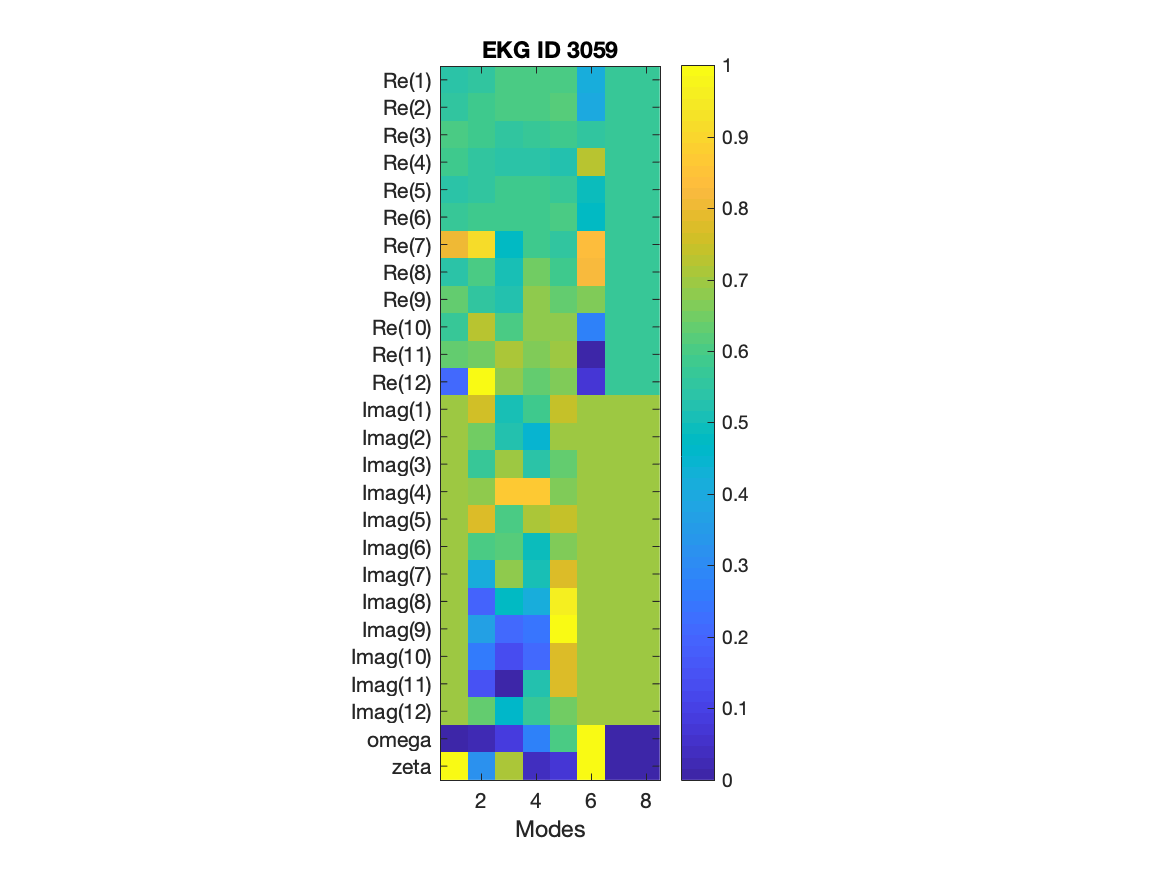 EKG ID 3059
Re(1)
Re(2)
Re(3)
Re(4)
Re(5)
Re(6)
Re(7)
Re(8)
Re(9)
Re(10)
Re(11)
Re(12)
Imag(1)
Imag(2)
Imag(3)
Imag(4)
Imag(5)
Imag(6)
Imag(7)
Imag(8)
Imag(9)
Imag(10)
Imag(11)
Imag(12)
omega
zeta
2 4 6 8
Modes
1
0.9
0.8
0.7
0.6
0.5
0.4
0.3
0.2
0.1
0